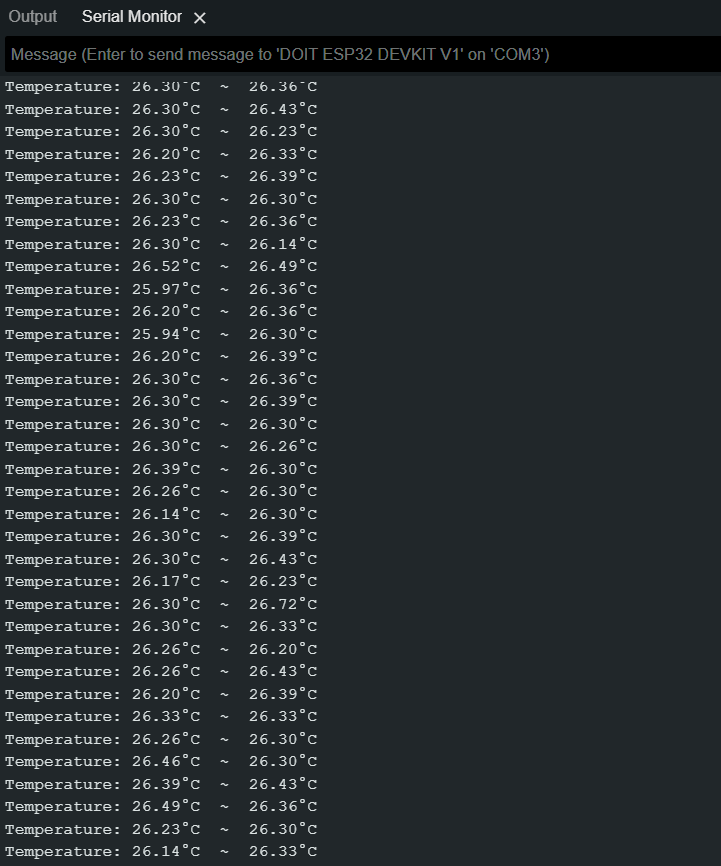 Output Serial Monitor ×
Message (Enter to send message to 'DOIT ESP32 DEVKIT V1' on 'COM3')
Temperature: 26.30°C ~ 26.36°C
Temperature: 26.30°C ~ 26.43°C
Temperature: 26.30°C ~ 26.23°C
Temperature: 26.20°C ~ 26.33°C
Temperature: 26.23°C ~ 26.39°C
Temperature: 26.30°C ~ 26.30°C
Temperature: 26.23°C ~ 26.36°C
Temperature: 26.30°C ~ 26.14°C
Temperature: 26.52°C ~ 26.49°C
Temperature: 25.97°C ~ 26.36°C
Temperature: 26.20°C ~ 26.36°C
Temperature: 25.94°C ~ 26.30°C
Temperature: 26.20°C ~ 26.39°C
Temperature: 26.30°C ~ 26.36°C
Temperature: 26.30°C ~ 26.39°C
Temperature: 26.30°C ~ 26.30°C
Temperature: 26.30°C ~ 26.26°C
Temperature: 26.39°C ~ 26.30°C
Temperature: 26.26°C ~ 26.30°C
Temperature: 26.14°C ~ 26.30°C
Temperature: 26.30°C ~ 26.39°C
Temperature: 26.30°C ~ 26.43°C
Temperature: 26.17°C ~ 26.23°C
Temperature: 26.30°C ~ 26.72°C
Temperature: 26.30°C ~ 26.33°C
Temperature: 26.26°C ~ 26.20°C
Temperature: 26.26°C ~ 26.43°C
Temperature: 26.20°C ~ 26.39°C
Temperature: 26.33°C ~ 26.33°C
Temperature: 26.26°C ~ 26.30°C
Temperature: 26.46°C ~ 26.30°C
Temperature: 26.39°C ~ 26.43°C
Temperature: 26.49°C ~ 26.36°C
Temperature: 26.23°C ~ 26.30°C
Temperature: 26.14°C ~ 26.33°C